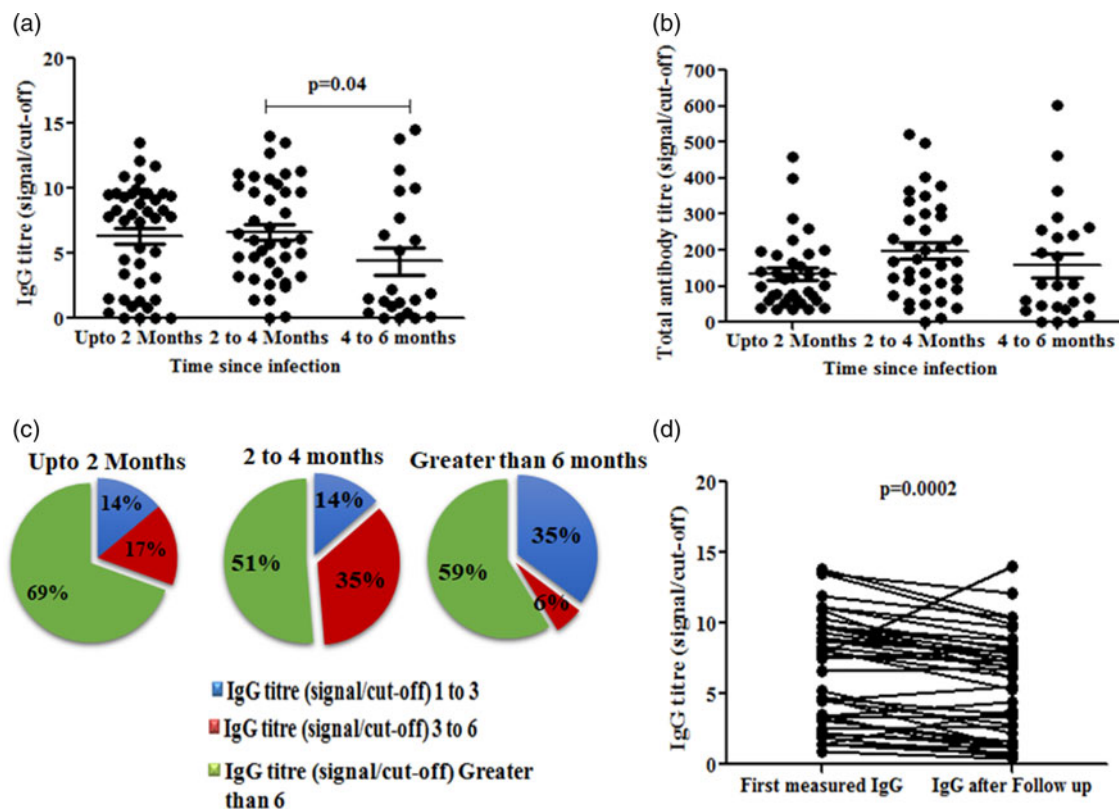 (a)
20
15
10
5
0
IgG titre (signal/cut-off)
p=0.04
Upto 2 Months 2 to 4 Months 4 to 6 months
Time since infection
(b)
700
600
500
400
300
200
100
0
Total antibody titre (signal/cut-off)
Upto 2 Months 2 to 4 Months 4 to 6 months
Time since infection
(c)
Upto 2 Months
14%
17%
69%
2 to 4 months
14%
35%
51%
Greater than 6 months
35%
6%
59%
IgG titre (signal/cut-off) 1 to 3
IgG titre (signal/cut-off) 3 to 6
IgG titre (signal/cut-off) Greater
than 6
(d)
p=0.0002
20
15
10
5
0
IgG titre (signal/cut-off)
First measured IgG IgG after Follow up